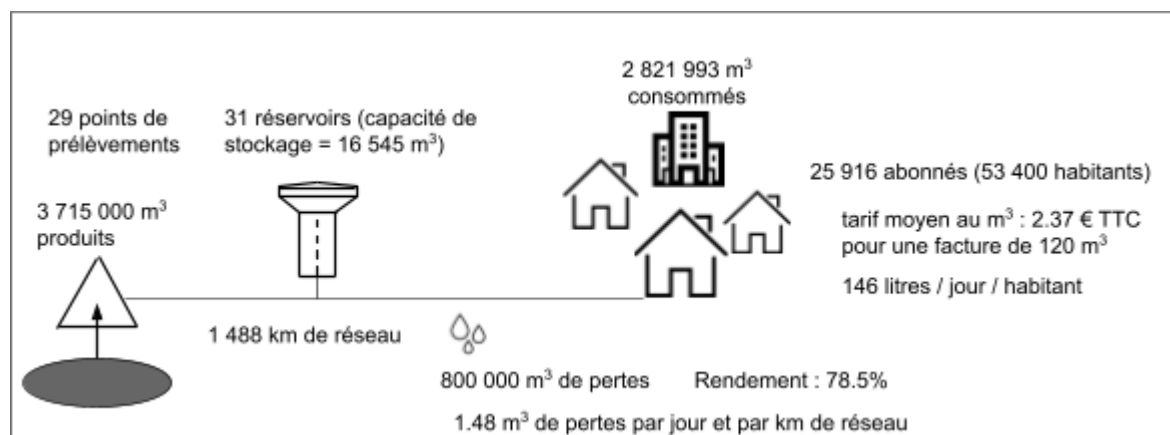 29 points de
prélèvements
3 715 000 m³
produits
31 réservoirs (capacité de
stockage = 16 545 m³)
2 821 993 m³
consommés
25 916 abonnés (53 400 habitants)
tarif moyen au m³ : 2.37 € TTC
pour une facture de 120 m³
146 litres / jour / habitant
1 488 km de réseau
800 000 m³ de pertes
Rendement : 78.5%
1.48 m³ de pertes par jour et par km de réseau